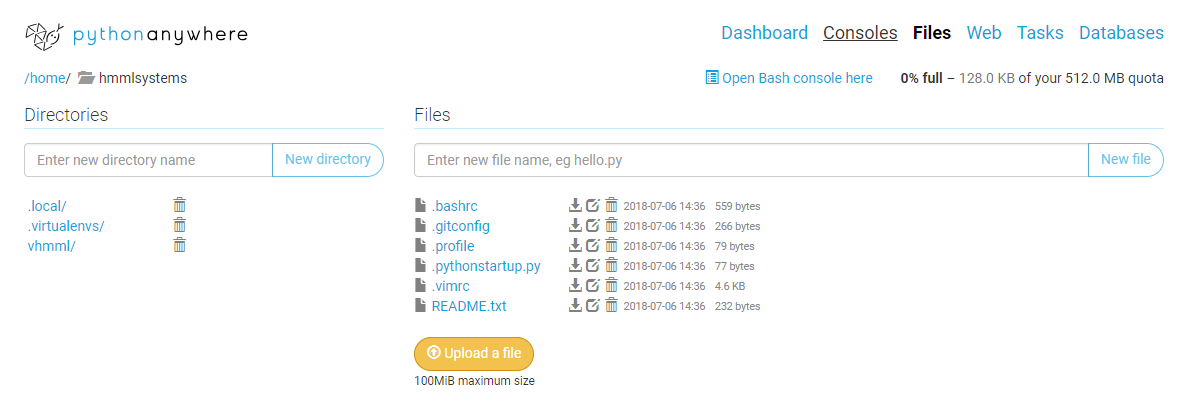 pythonanywhere
Dashboard Consoles Files Web Tasks Databases
/home/ hmmlsystems
Open Bash console here 0% full – 128.0 KB of your 512.0 MB quota
Directories
Enter new directory name New directory
.local/
.virtualenvs/
vhmml/
Files
Enter new file name, eg hello.py New file
.bashrc 2018-07-06 14:36 559 bytes
.gitconfig 2018-07-06 14:36 266 bytes
.profile 2018-07-06 14:36 79 bytes
.pythonstartup.py 2018-07-06 14:36 77 bytes
.vimrc 2018-07-06 14:36 4.6 KB
README.txt 2018-07-06 14:36 232 bytes
Upload a file
100MiB maximum size